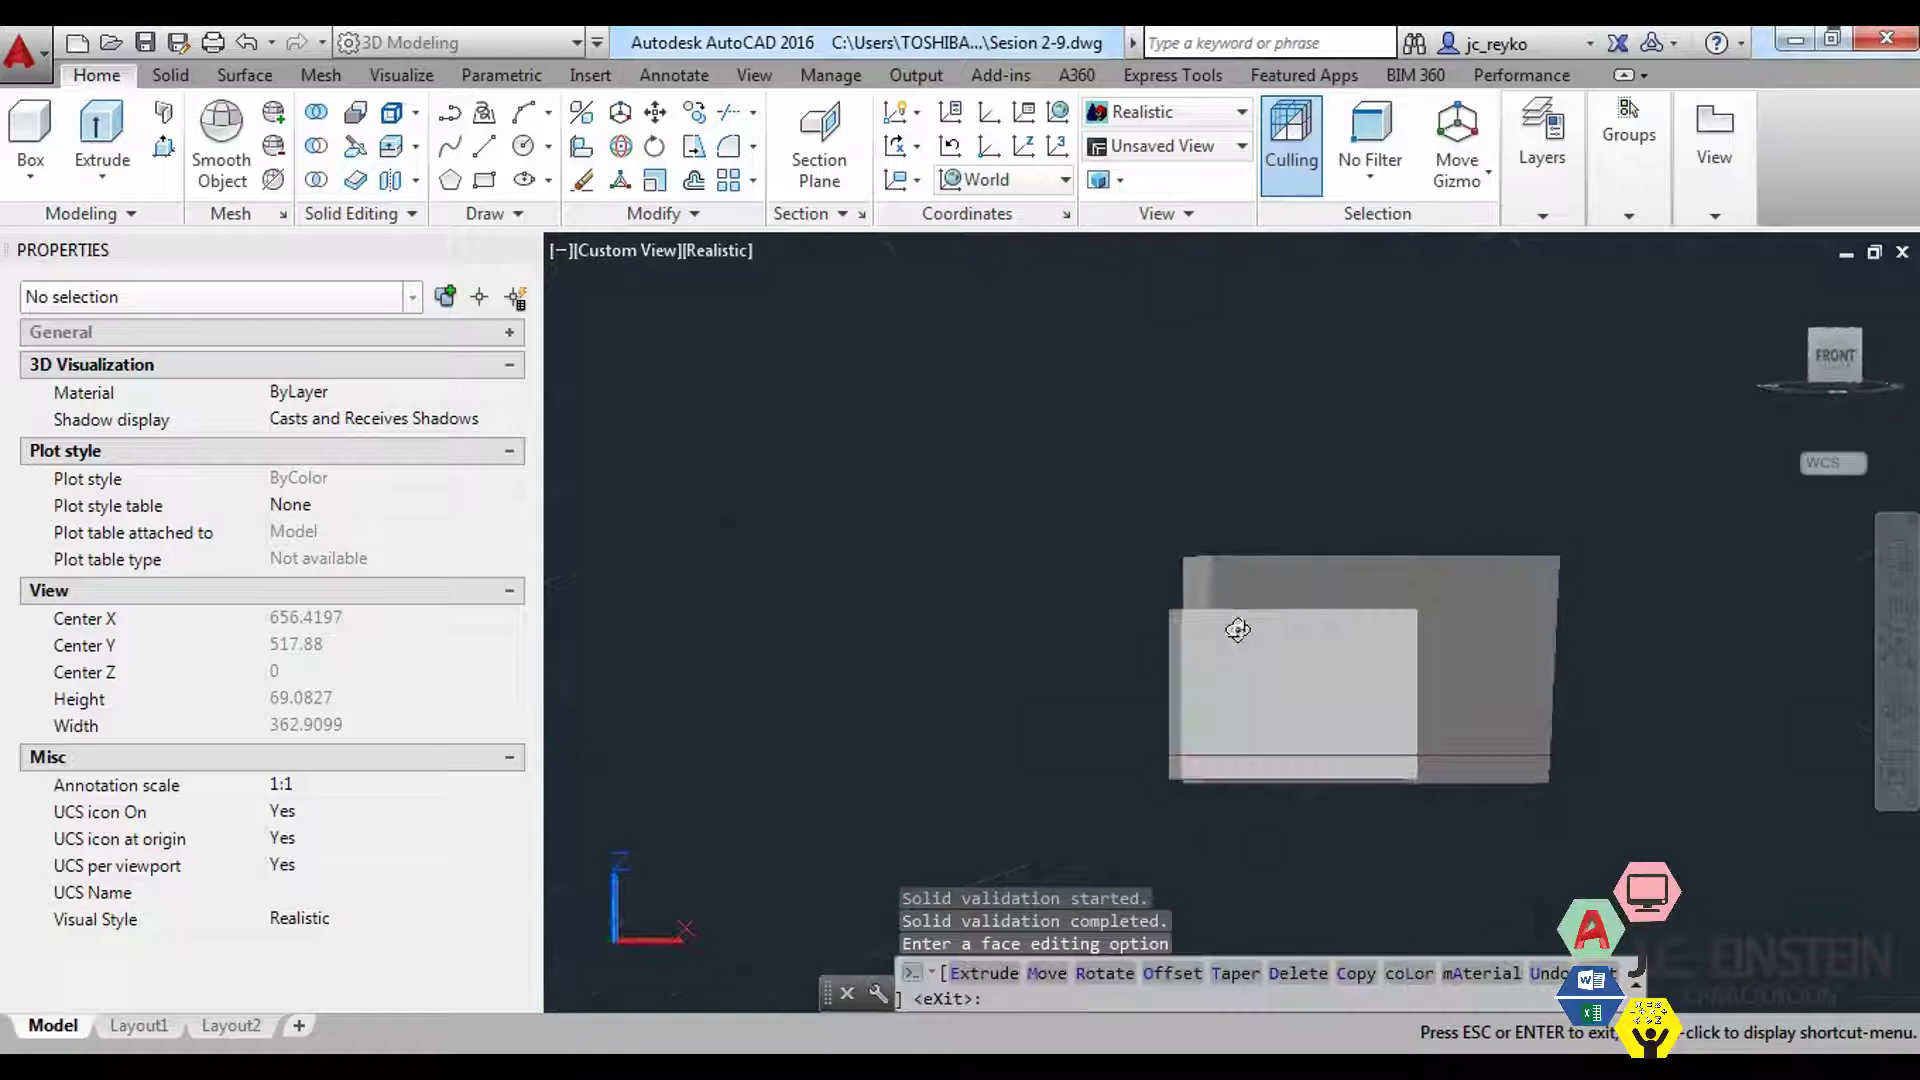 3D Modeling
Autodesk AutoCAD 2016 C:\Users\TOSHIBA...\Sesion 2-9.dwg
Type a keyword or phrase
jc_reyko
Home Solid Surface Mesh Visualize Parametric Insert Annotate View Manage Output Add-ins A360 Express Tools Featured Apps BIM 360 Performance
Box
Extrude
Smooth Object
Section Plane
World
Realistic
Unsaved View
Culling
No Filter
Move Gizmo
Layers
Groups
View
Modeling Mesh Solid Editing Draw Modify Section Coordinates View Selection
PROPERTIES
No selection
General
3D Visualization
Material ByLayer
Shadow display Casts and Receives Shadows
Plot style
Plot style ByColor
Plot style table None
Plot table attached to Model
Plot table type Not available
View
Center X 656.4197
Center Y 517.88
Center Z 0
Height 69.0827
Width 362.9099
Misc
Annotation scale 1:1
UCS icon On Yes
UCS icon at origin Yes
UCS per viewport Yes
UCS Name
Visual Style Realistic
[−][Custom View][Realistic]
FRONT
WCS
Z
X
Solid validation started.
Solid validation completed.
Enter a face editing option
[Extrude Move Rotate Offset Taper Delete Copy coLor mAterial Undo
] <eXit>:
Model Layout1 Layout2
Press ESC or ENTER to exit,
-click to display shortcut-menu.